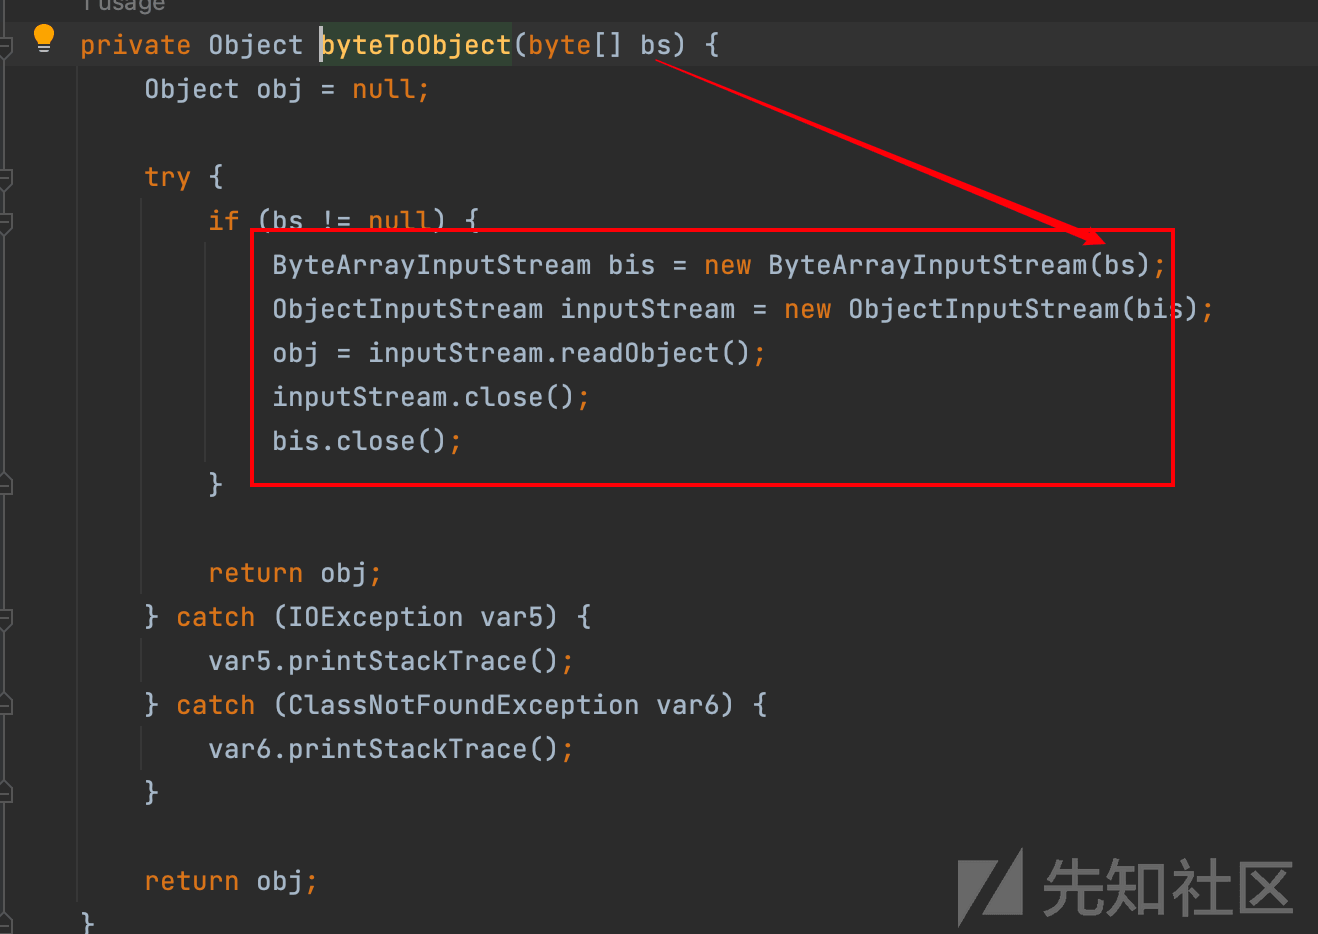 1 usage
private Object byteToObject(byte[] bs) {
Object obj = null;
try {
if (bs != null) {
ByteArrayInputStream bis = new ByteArrayInputStream(bs);
ObjectInputStream inputStream = new ObjectInputStream(bis);
obj = inputStream.readObject();
inputStream.close();
bis.close();
}
return obj;
} catch (IOException var5) {
var5.printStackTrace();
} catch (ClassNotFoundException var6) {
var6.printStackTrace();
}
return obj;
}
先知社区